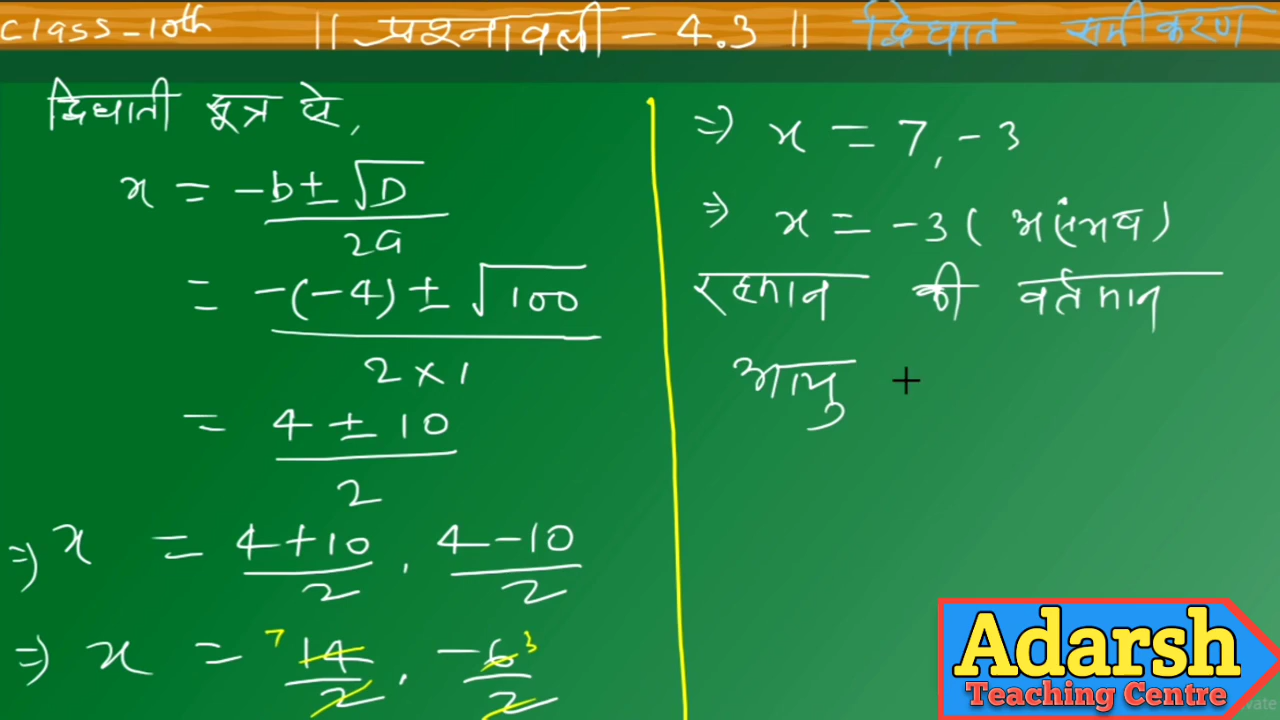 Class-10th || प्रश्नावली - 4.3 || द्विघात समीकरण
द्विघाती सूत्र से,
x = -b ± √D / 2a
= -(-4) ± √100 / 2 × 1
= 4 ± 10 / 2
⇒ x = 4+10 / 2 , 4-10 / 2
⇒ x = 7 14 / 2 , -6 3 / 2
⇒ x = 7, -3
⇒ x = -3 ( असंभव )
रहमान की वर्तमान
आयु
Adarsh
Teaching Centre